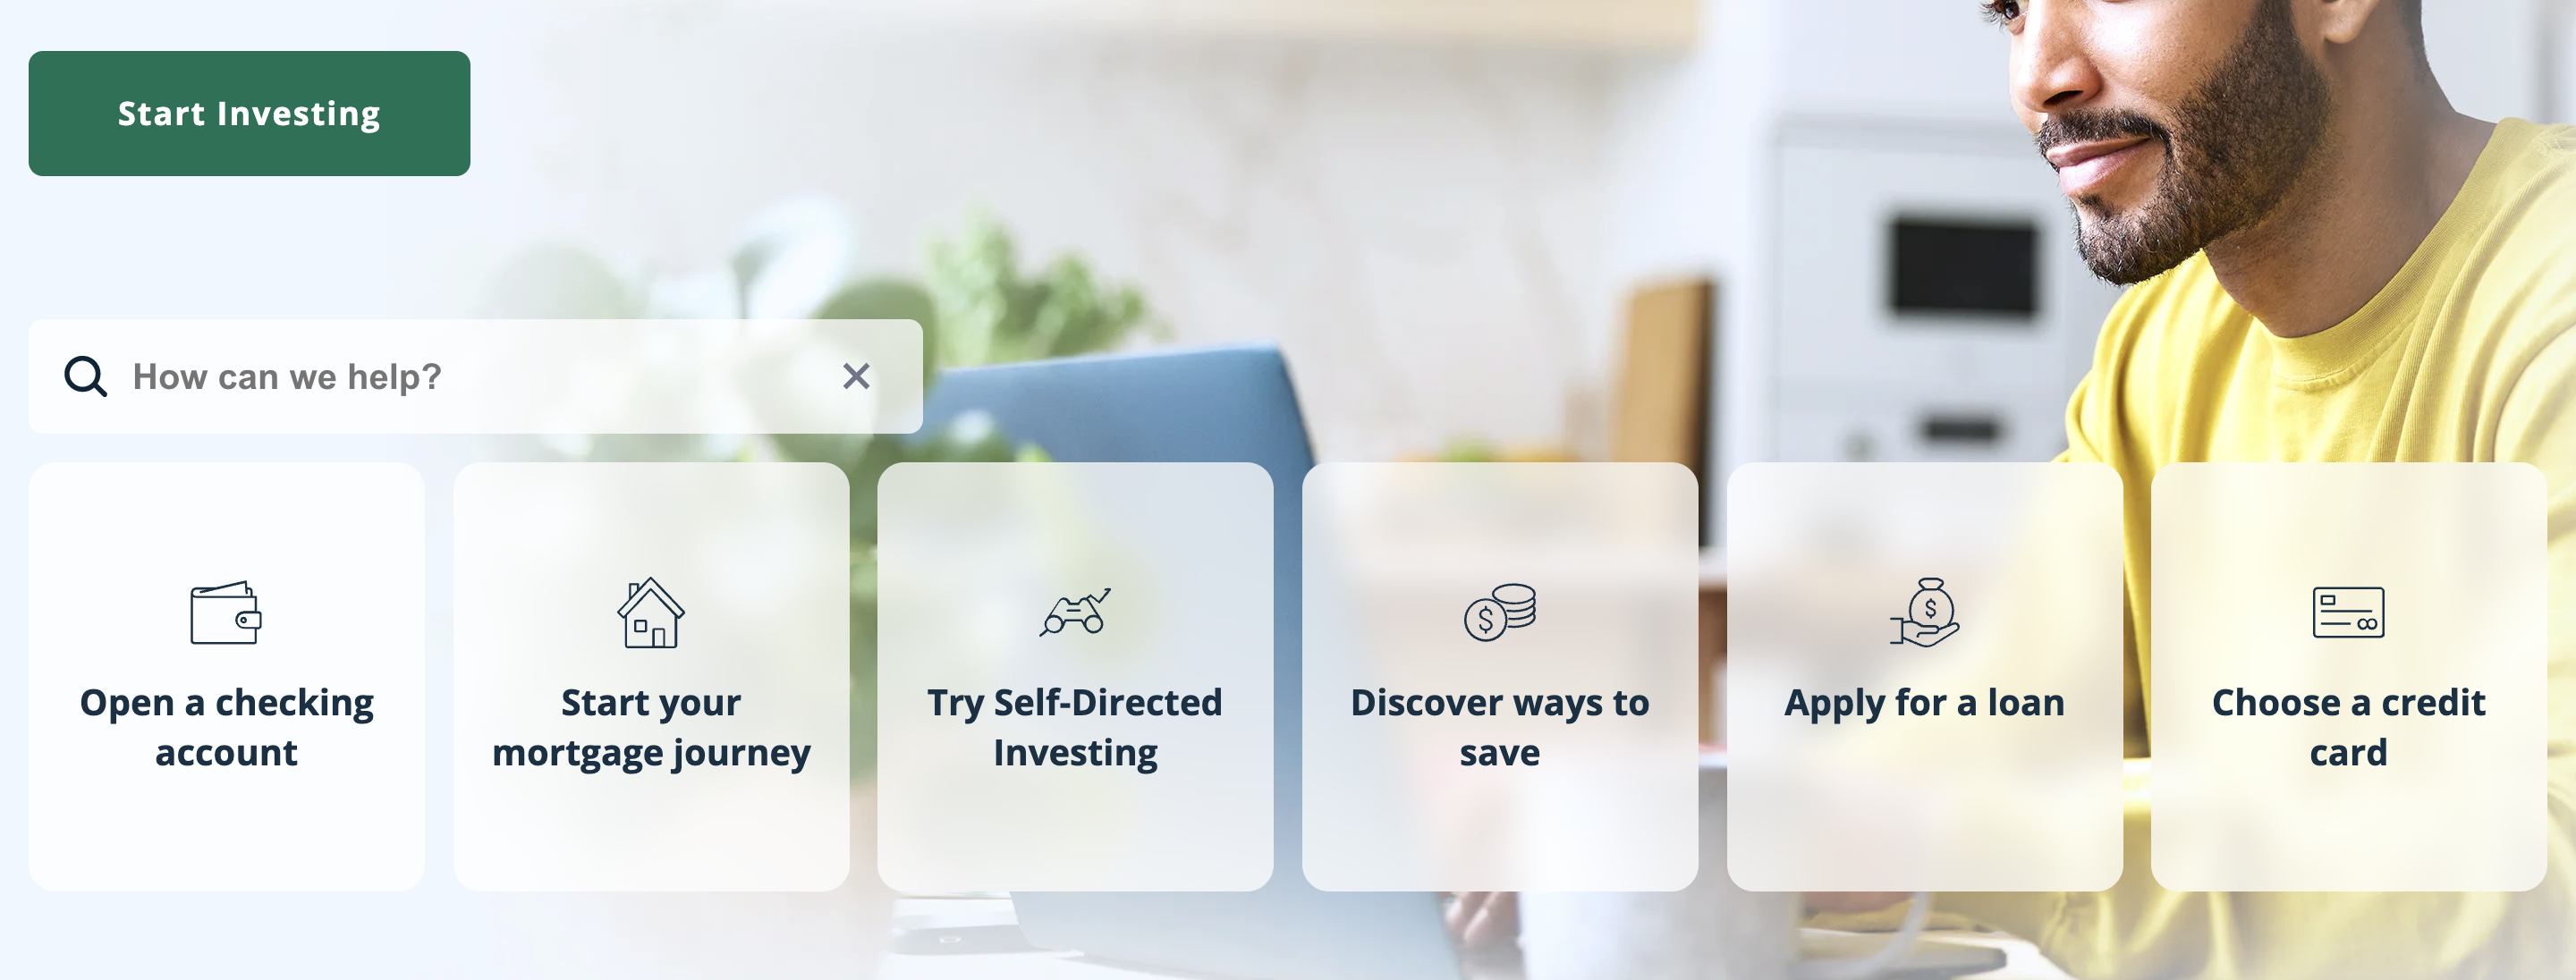 Start Investing
How can we help?
Open a checking
account
Start your
mortgage journey
Try Self-Directed
Investing
Discover ways to
save
Apply for a loan
Choose a credit
card